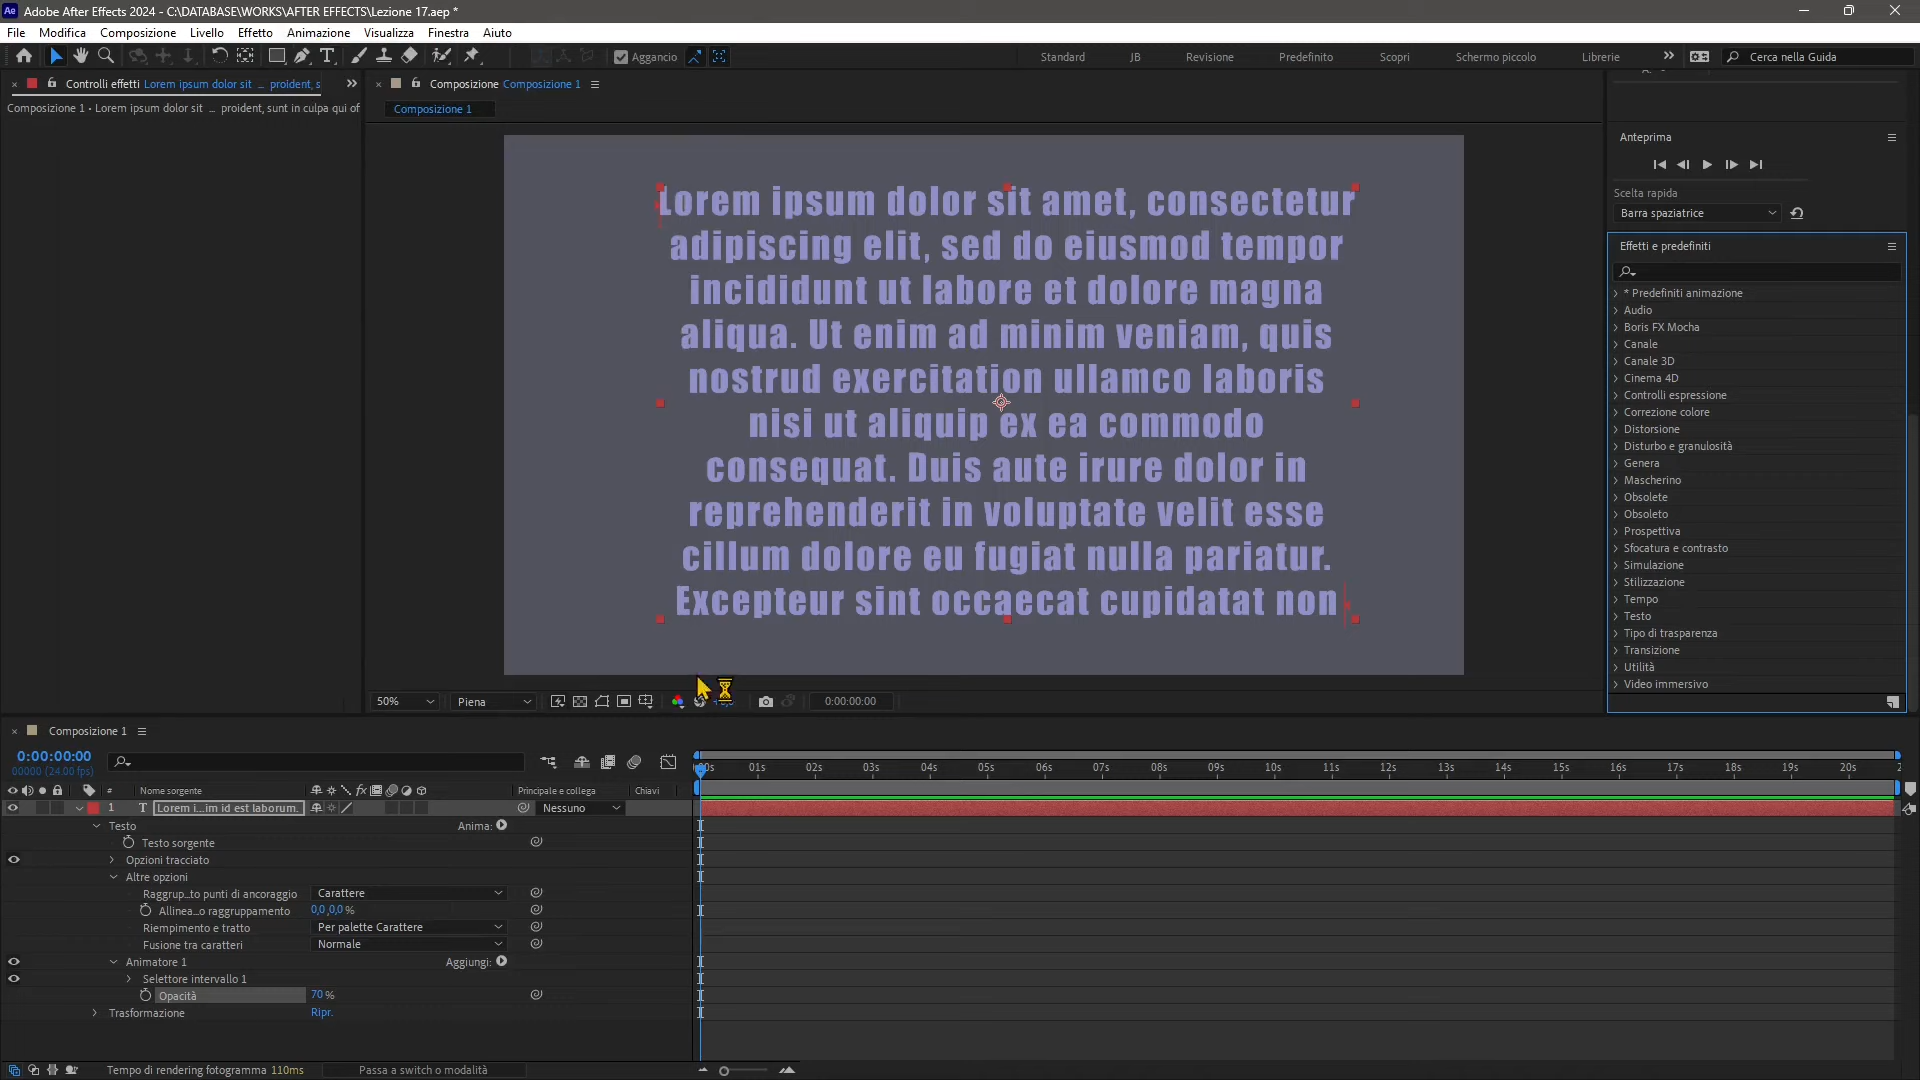 Adobe After Effects 2024 - C:\DATABASE\WORKS\AFTER EFFECTS\Lezione 17.aep *
File Modifica Composizione Livello Effetto Animazione Visualizza Finestra Aiuto
Aggancio Standard JB Revisione Predefinito Scopri Schermo piccolo Librerie Cerca nella Guida
Controlli effetti Lorem ipsum dolor sit ... proident, s
Composizione Composizione 1
Composizione 1 • Lorem ipsum dolor sit ... proident, sunt in culpa qui of
Composizione 1
Lorem ipsum dolor sit amet, consectetur
adipiscing elit, sed do eiusmod tempor
incididunt ut labore et dolore magna
aliqua. Ut enim ad minim veniam, quis
nostrud exercitation ullamco laboris
nisi ut aliquip ex ea commodo
consequat. Duis aute irure dolor in
reprehenderit in voluptate velit esse
cillum dolore eu fugiat nulla pariatur.
Excepteur sint occaecat cupidatat non
50% Piena 0:00:00:00
Anteprima
Scelta rapida
Barra spaziatrice
Effetti e predefiniti
* Predefiniti animazione
Audio
Boris FX Mocha
Canale
Canale 3D
Cinema 4D
Controlli espressione
Correzione colore
Distorsione
Disturbo e granulosità
Genera
Mascherino
Obsolete
Obsoleto
Prospettiva
Sfocatura e contrasto
Simulazione
Stilizzazione
Tempo
Testo
Tipo di trasparenza
Transizione
Utilità
Video immersivo
Composizione 1
0:00:00:00
00000 (24.00 fps)
01s 02s 03s 04s 05s 06s 07s 08s 09s 10s 11s 12s 13s 14s 15s 16s 17s 18s 19s 20s
# Nome sorgente fx Principale e collega Chiavi
1 T Lorem i...im id est laborum. Nessuno
Testo Anima:
Testo sorgente
Opzioni tracciato
Altre opzioni
Raggrup...to punti di ancoraggio Carattere
Allinea...o raggruppamento 0,0 ,0,0 %
Riempimento e tratto Per palette Carattere
Fusione tra caratteri Normale
Animatore 1 Aggiungi:
Selettore intervallo 1
Opacità 70 %
Trasformazione Ripr.
Tempo di rendering fotogramma 110ms Passa a switch o modalità